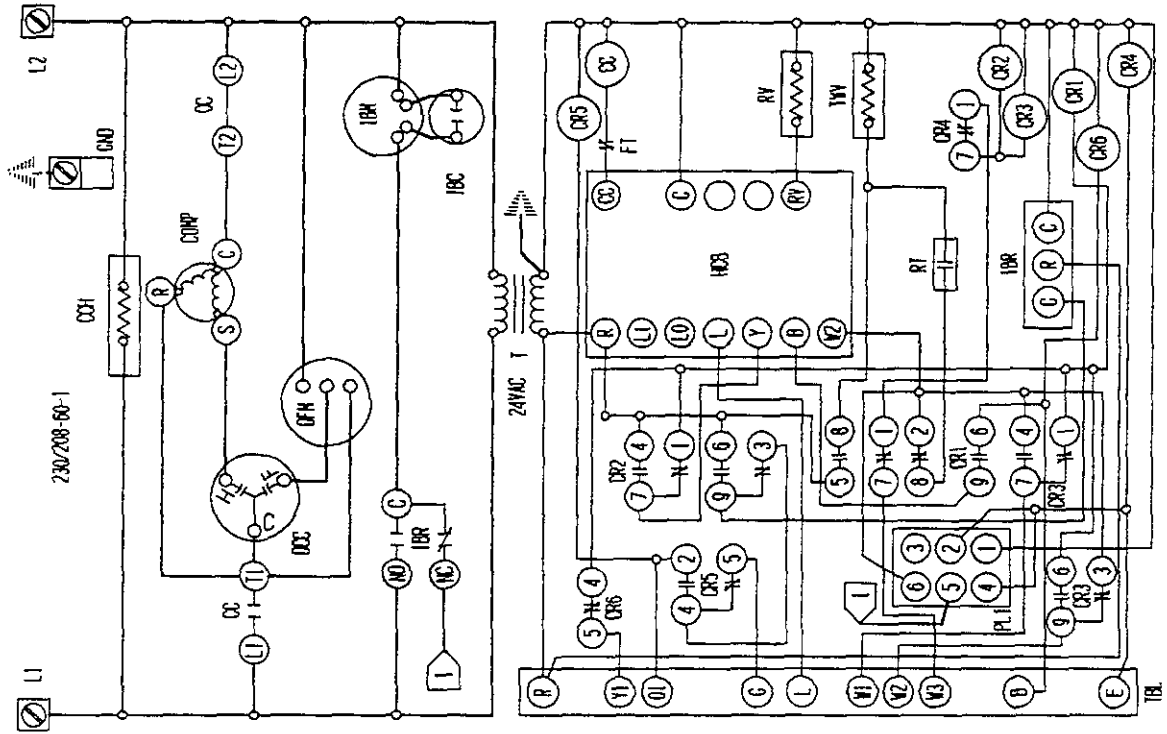 L1
L2
230/208-60-1
GND
CCH
COMP
R
S
C
CC
L1
T1
T2
L2
CC
DCC
H
F
C
OFM
IBM
IBC
NO
C
IBR
NC
1
24VAC T
R
L1
LO
L
Y
B
W2
HCB
CC
C
RV
CR5
CC
FT
RV
TWV
CR2
CR3
CR4
7
1
CR1
CR6
CR4
RT
IBR
G
R
C
CR2
7
4
1
9
6
3
5
8
7
1
8
2
CR1
9
6
7
4
1
CR3
CR6
5
4
CR5
2
4
5
1
PL1
6
3
5
2
4
1
CR3
9
6
3
R
Y1
O1
G
L
W1
W2
W3
B
E
TBL